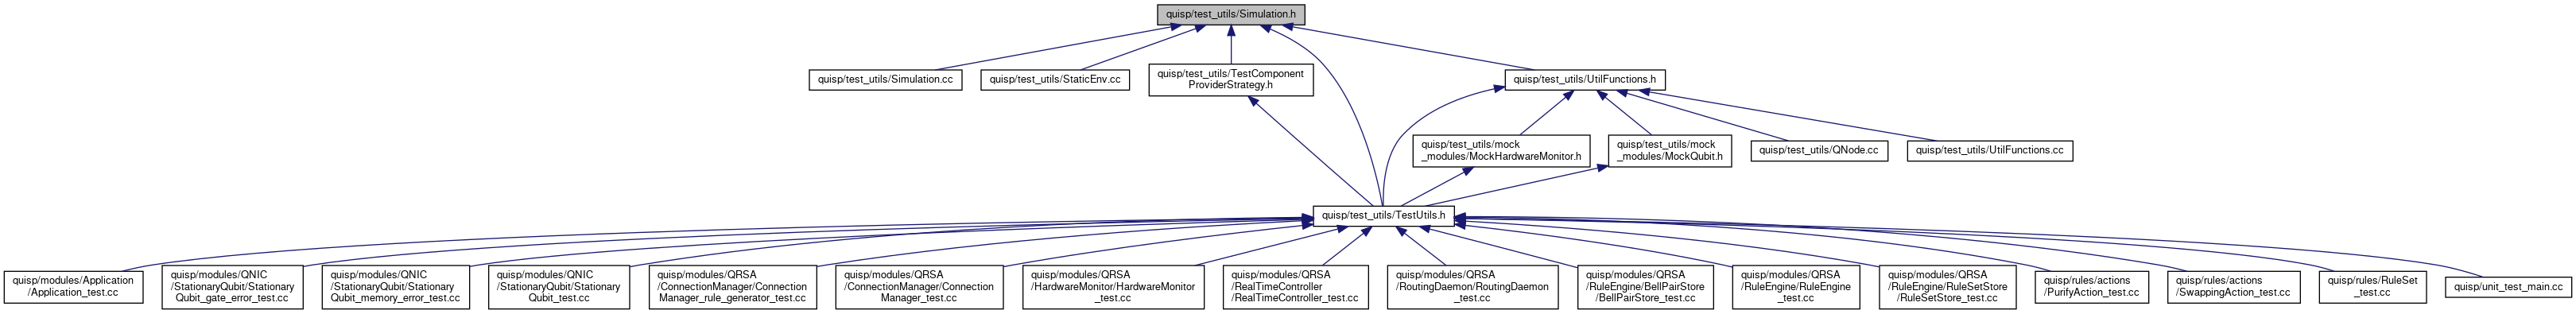 quisp/test_utils/Simulation.h
quisp/test_utils/Simulation.cc
quisp/test_utils/StaticEnv.cc
quisp/test_utils/TestComponent
ProviderStrategy.h
quisp/test_utils/UtilFunctions.h
quisp/test_utils/mock
_modules/MockHardwareMonitor.h
quisp/test_utils/mock
_modules/MockQubit.h
quisp/test_utils/QNode.cc
quisp/test_utils/UtilFunctions.cc
quisp/test_utils/TestUtils.h
quisp/modules/Application
/Application_test.cc
quisp/modules/QNIC
/StationaryQubit/Stationary
Qubit_gate_error_test.cc
quisp/modules/QNIC
/StationaryQubit/Stationary
Qubit_memory_error_test.cc
quisp/modules/QNIC
/StationaryQubit/Stationary
Qubit_test.cc
quisp/modules/QRSA
/ConnectionManager/Connection
Manager_rule_generator_test.cc
quisp/modules/QRSA
/ConnectionManager/Connection
Manager_test.cc
quisp/modules/QRSA
/HardwareMonitor/HardwareMonitor
_test.cc
quisp/modules/QRSA
/RealTimeController
/RealTimeController_test.cc
quisp/modules/QRSA
/RoutingDaemon/RoutingDaemon
_test.cc
quisp/modules/QRSA
/RuleEngine/BellPairStore
/BellPairStore_test.cc
quisp/modules/QRSA
/RuleEngine/RuleEngine
_test.cc
quisp/modules/QRSA
/RuleEngine/RuleSetStore
/RuleSetStore_test.cc
quisp/rules/actions
/PurifyAction_test.cc
quisp/rules/actions
/SwappingAction_test.cc
quisp/rules/RuleSet
_test.cc
quisp/unit_test_main.cc